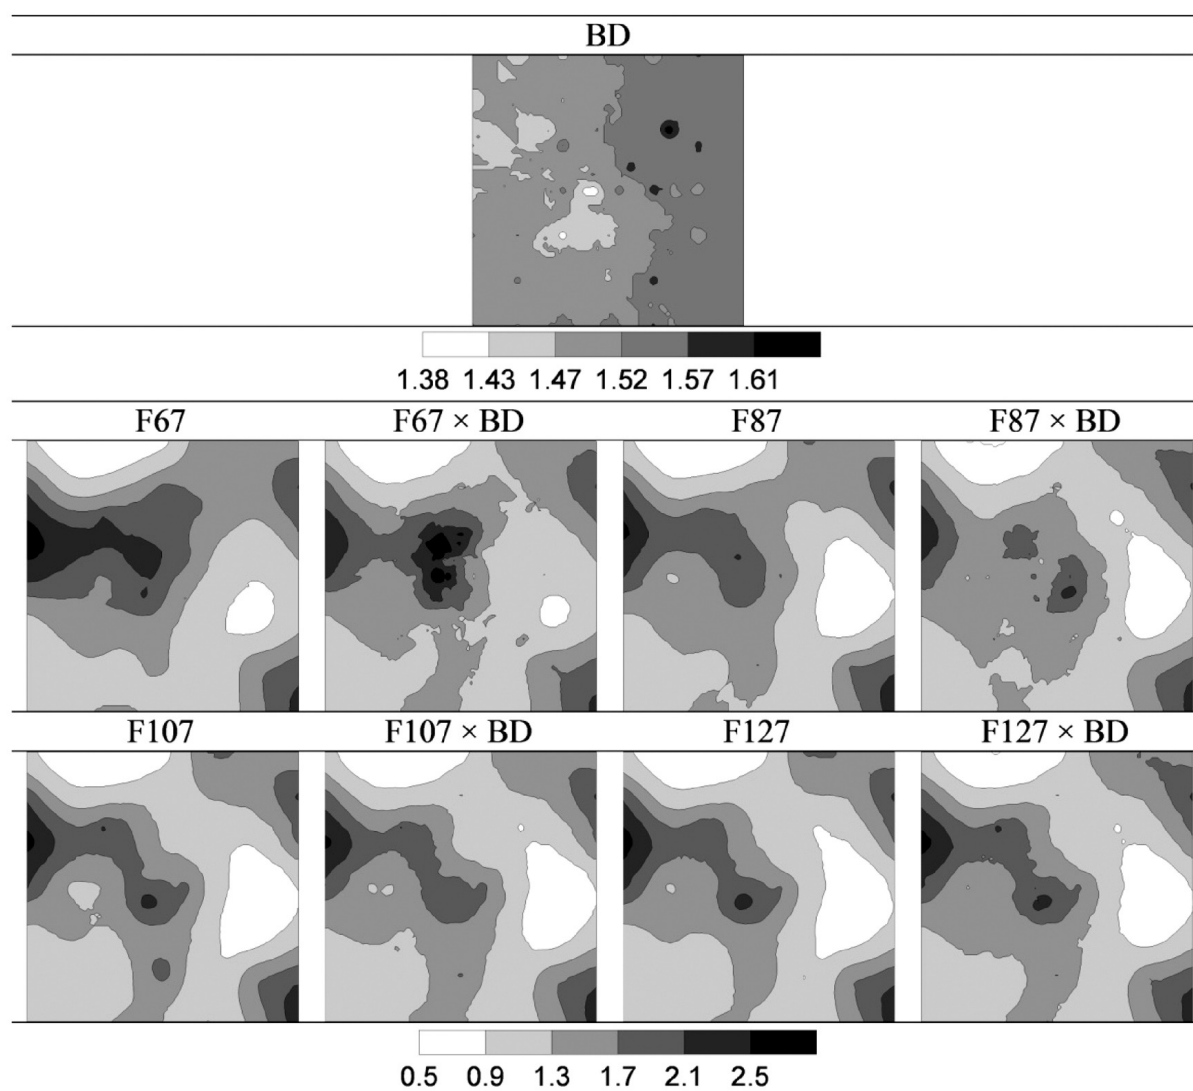 BD
1.38 1.43 1.47 1.52 1.57 1.61
F67 F67 × BD F87 F87 × BD
F107 F107 × BD F127 F127 × BD
0.5 0.9 1.3 1.7 2.1 2.5